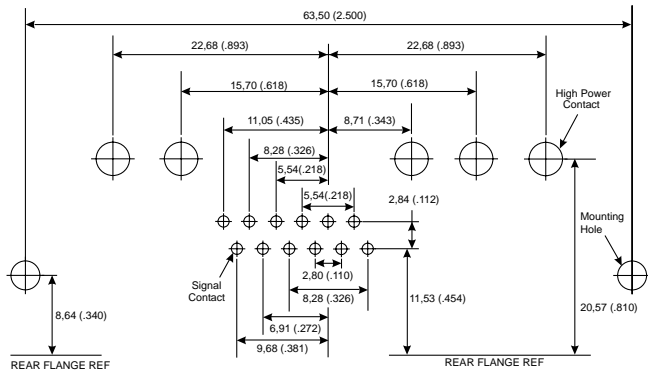 63,50 (2.500)
22,68 (.893)
22,68 (.893)
15,70 (.618)
15,70 (.618)
High Power
Contact
11,05 (.435)
8,71 (.343)
8,28 (.326)
5,54(.218)
5,54(.218)
2,84 (.112)
Mounting
Hole
Signal
Contact
2,80 (.110)
8,28 (.326)
11,53 (.454)
20,57 (.810)
8,64 (.340)
6,91 (.272)
9,68 (.381)
REAR FLANGE REF
REAR FLANGE REF